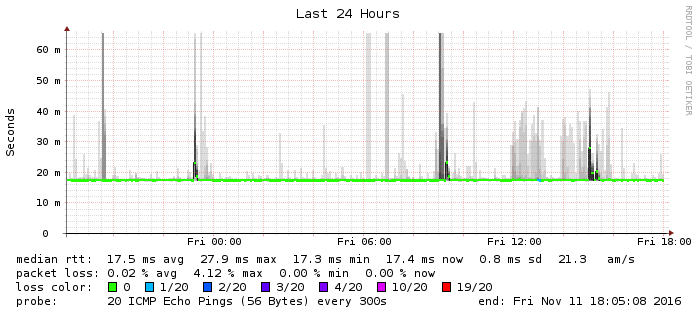 Last 24 Hours
RRDTOOL / TOBI OETIKER
Seconds
60 m
50 m
40 m
30 m
20 m
10 m
0
Fri 00:00 Fri 06:00 Fri 12:00 Fri 18:00
median rtt: 17.5 ms avg 27.9 ms max 17.3 ms min 17.4 ms now 0.8 ms sd 21.3 am/s
packet loss: 0.02 % avg 4.12 % max 0.00 % min 0.00 % now
loss color: 0 1/20 2/20 3/20 4/20 10/20 19/20
probe: 20 ICMP Echo Pings (56 Bytes) every 300s end: Fri Nov 11 18:05:08 2016